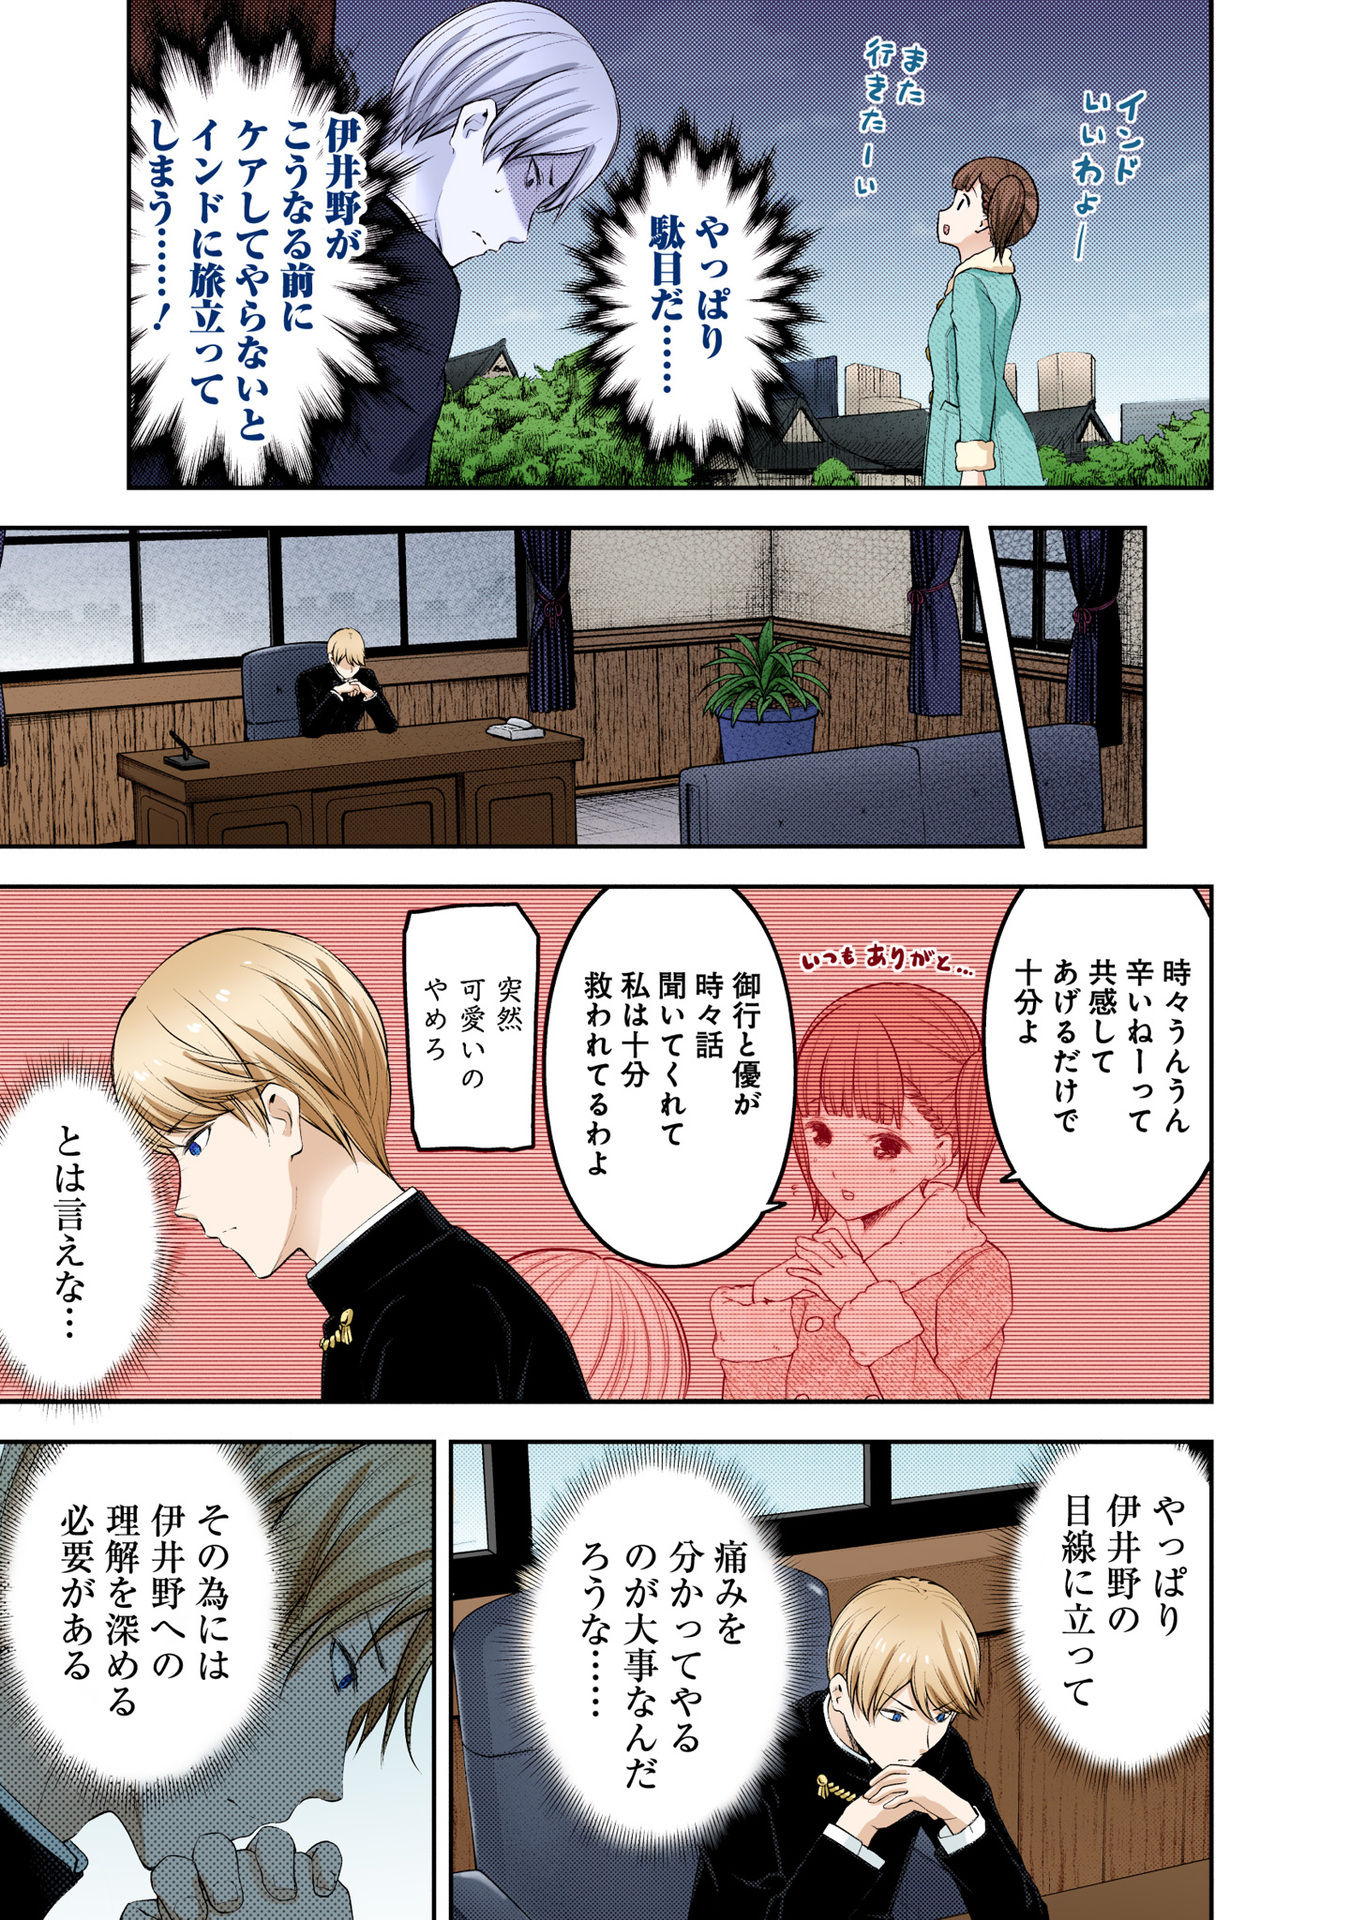 インド
いいわよー
また
行きたーい
やっぱり
駄目だ……
伊井野が
こうなる前に
ケアしてやらないと
インドに旅立って
しまう……！
時々うんうん
辛いねーって
共感して
あげるだけで
十分よ
いつもありがと…
御行と優が
時々話
聞いてくれて
私は十分
救われてるわよ
突然
可愛いの
やめろ
とは言えな…
やっぱり
伊井野の
目線に立って
痛みを
分かってやる
のが大事なんだ
ろうな……
その為には
伊井野への
理解を深める
必要がある